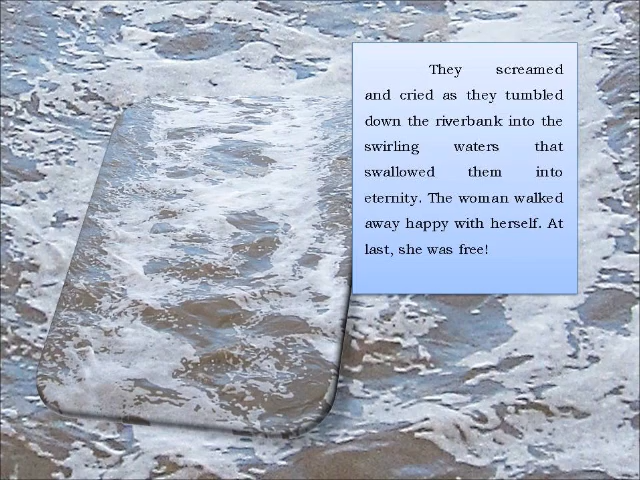 They screamed
and cried as they tumbled
down the riverbank into the
swirling waters that
swallowed them into
eternity. The woman walked
away happy with herself. At
last, she was free!